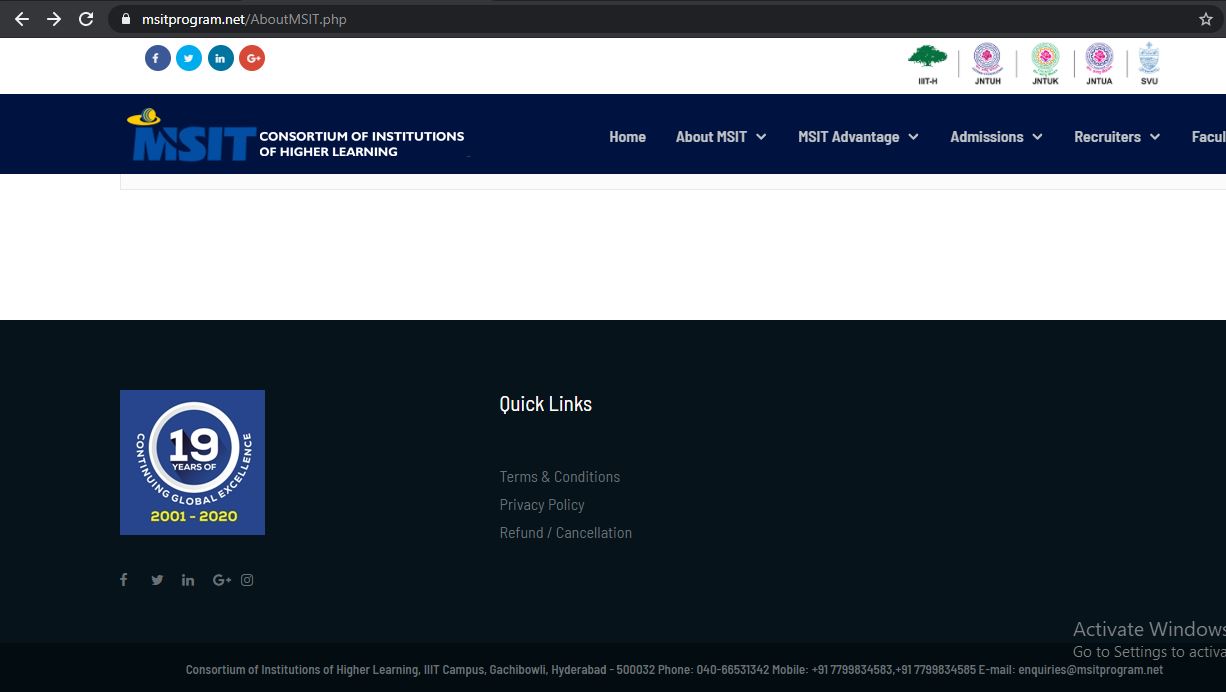 msitprogram.net/AboutMSIT.php
f in G+
IIIT-H JNTUH JNTUK JNTUA SVU
MSIT CONSORTIUM OF INSTITUTIONS
OF HIGHER LEARNING
Home About MSIT MSIT Advantage Admissions Recruiters Facul
19
YEARS OF
CONTINUING GLOBAL EXCELLENCE
2001 - 2020
Quick Links
Terms & Conditions
Privacy Policy
Refund / Cancellation
f in G+
Activate Windows
Go to Settings to activa
Consortium of Institutions of Higher Learning, IIIT Campus, Gachibowli, Hyderabad - 500032 Phone: 040-66531342 Mobile: +91 7799834583,+91 7799834585 E-mail: enquiries@msitprogram.net